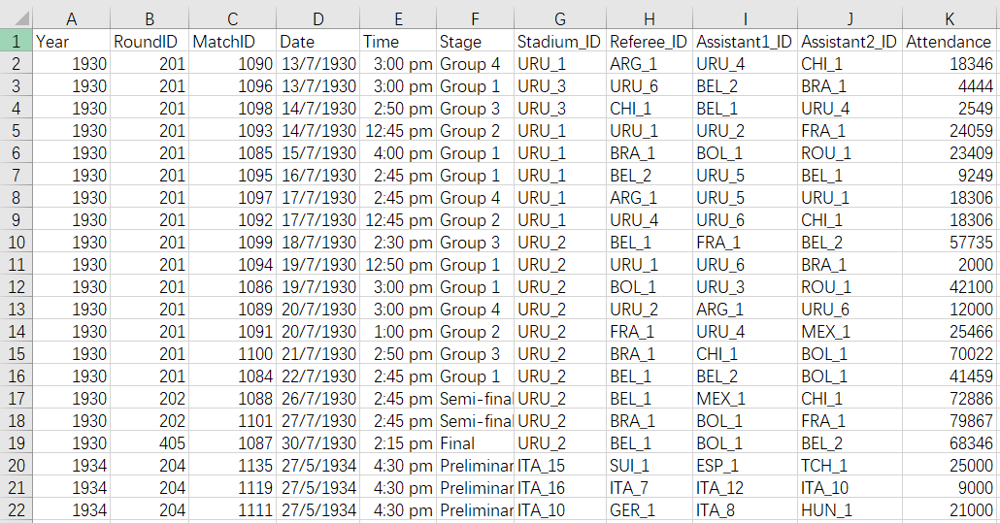 A B C D E F G H I J K
1 Year RoundID MatchID Date Time Stage Stadium_ID Referee_ID Assistant1_ID Assistant2_ID Attendance
2 1930 201 1090 13/7/1930 3:00 pm Group 4 URU_1 ARG_1 URU_4 CHI_1 18346
3 1930 201 1096 13/7/1930 3:00 pm Group 1 URU_3 URU_6 BEL_2 BRA_1 4444
4 1930 201 1098 14/7/1930 2:50 pm Group 3 URU_3 CHI_1 BEL_1 URU_4 2549
5 1930 201 1093 14/7/1930 12:45 pm Group 2 URU_1 URU_1 URU_2 FRA_1 24059
6 1930 201 1085 15/7/1930 4:00 pm Group 1 URU_1 BRA_1 BOL_1 ROU_1 23409
7 1930 201 1095 16/7/1930 2:45 pm Group 1 URU_1 BEL_2 URU_5 BEL_1 9249
8 1930 201 1097 17/7/1930 2:45 pm Group 4 URU_1 ARG_1 URU_5 URU_1 18306
9 1930 201 1092 17/7/1930 12:45 pm Group 2 URU_1 URU_4 URU_6 CHI_1 18306
10 1930 201 1099 18/7/1930 2:30 pm Group 3 URU_2 BEL_1 FRA_1 BEL_2 57735
11 1930 201 1094 19/7/1930 12:50 pm Group 1 URU_2 URU_1 URU_6 BRA_1 2000
12 1930 201 1086 19/7/1930 3:00 pm Group 1 URU_2 BOL_1 URU_3 ROU_1 42100
13 1930 201 1089 20/7/1930 3:00 pm Group 4 URU_2 URU_2 ARG_1 URU_6 12000
14 1930 201 1091 20/7/1930 1:00 pm Group 2 URU_2 FRA_1 URU_4 MEX_1 25466
15 1930 201 1100 21/7/1930 2:50 pm Group 3 URU_2 BRA_1 CHI_1 BOL_1 70022
16 1930 201 1084 22/7/1930 2:45 pm Group 1 URU_2 BEL_1 BEL_2 BOL_1 41459
17 1930 202 1088 26/7/1930 2:45 pm Semi-final URU_2 BEL_1 MEX_1 CHI_1 72886
18 1930 202 1101 27/7/1930 2:45 pm Semi-final URU_2 BRA_1 BOL_1 FRA_1 79867
19 1930 405 1087 30/7/1930 2:15 pm Final URU_2 BEL_1 BOL_1 BEL_2 68346
20 1934 204 1135 27/5/1934 4:30 pm Preliminar ITA_15 SUI_1 ESP_1 TCH_1 25000
21 1934 204 1119 27/5/1934 4:30 pm Preliminar ITA_16 ITA_7 ITA_12 ITA_10 9000
22 1934 204 1111 27/5/1934 4:30 pm Preliminar ITA_10 GER_1 ITA_8 HUN_1 21000